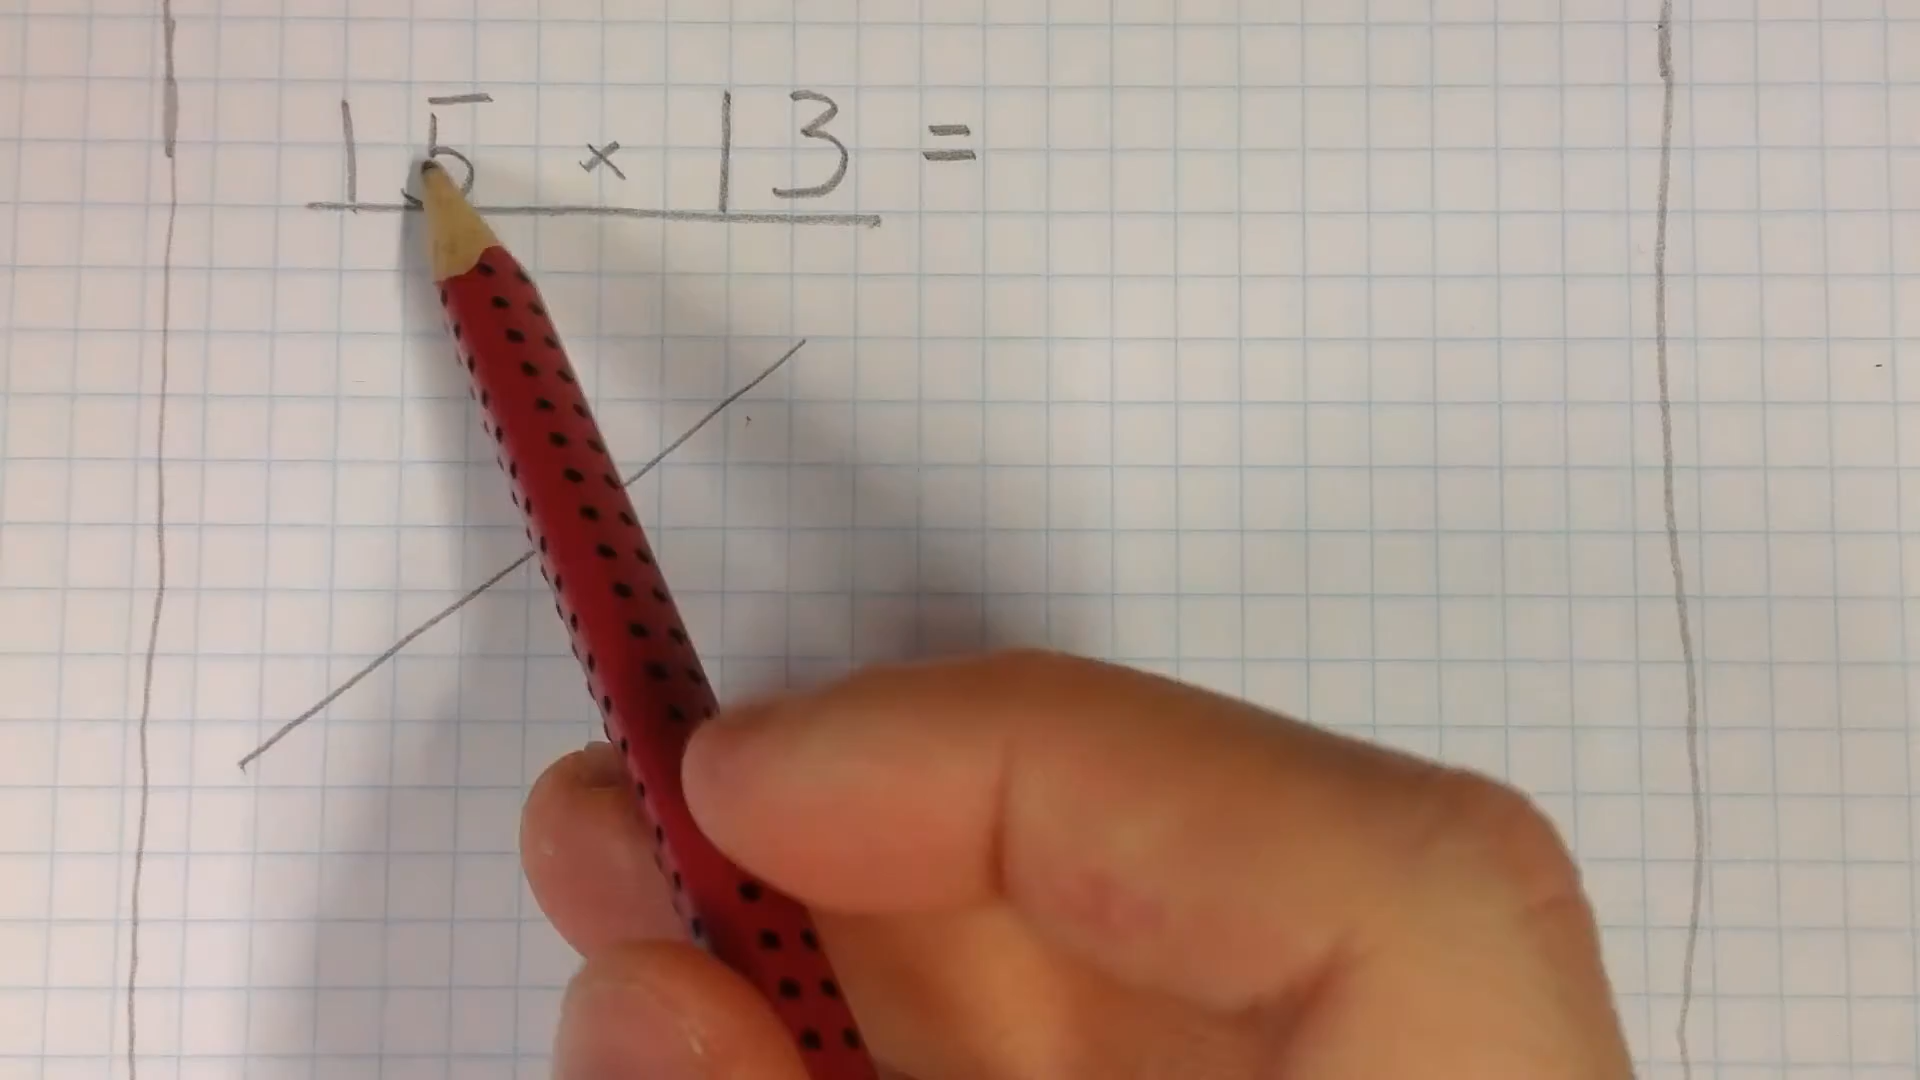 15 × 13 =